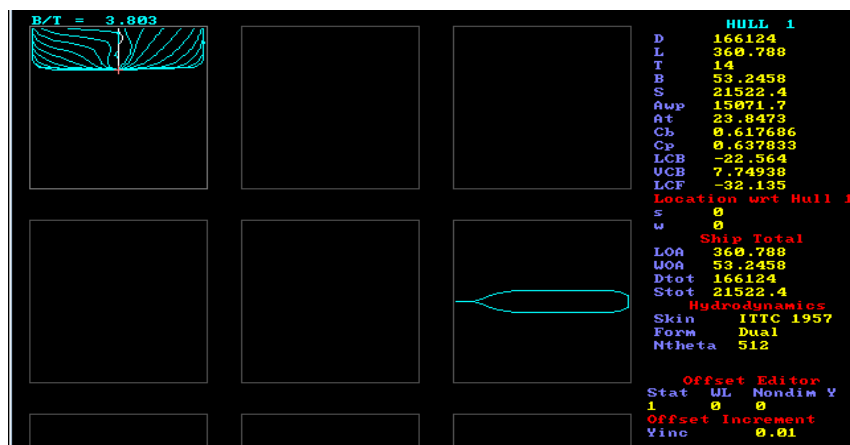 B/T = 3.803
HULL 1
D 166124
L 360.788
T 14
B 53.2458
S 21522.4
Awp 15071.7
At 23.8473
Cb 0.617686
Cp 0.637833
LCB -22.564
VCB 7.74938
LCF -32.135
Location wrt Hull 1
s 0
w 0
Ship Total
LOA 360.788
WOA 53.2458
Dtot 166124
Stot 21522.4
Hydrodynamics
Skin ITTC 1957
Form Dual
Ntheta 512
Offset Editor
Stat WL Nondim Y
1 0 0
Offset Increment
Yinc 0.01